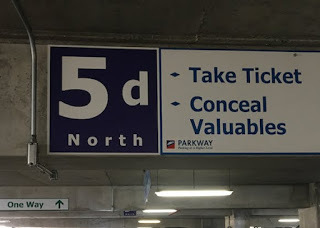 5d
North
Take Ticket
Conceal
Valuables
PARKWAY
One Way